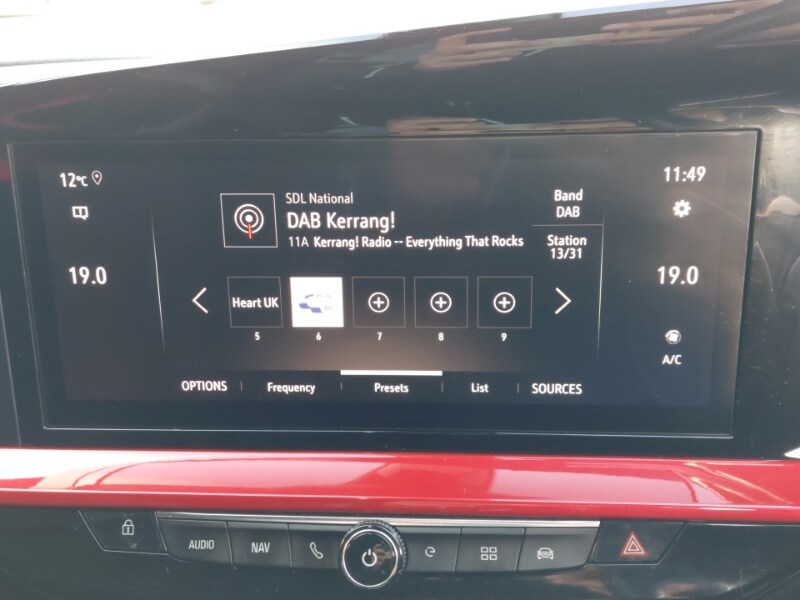 12°C
11:49
SDL National
DAB Kerrang!
11A Kerrang! Radio -- Everything That Rocks
Band
DAB
Station
13/31
19.0
19.0
Heart UK
5
6
7
8
9
A/C
OPTIONS
Frequency
Presets
List
SOURCES
AUDIO
NAV